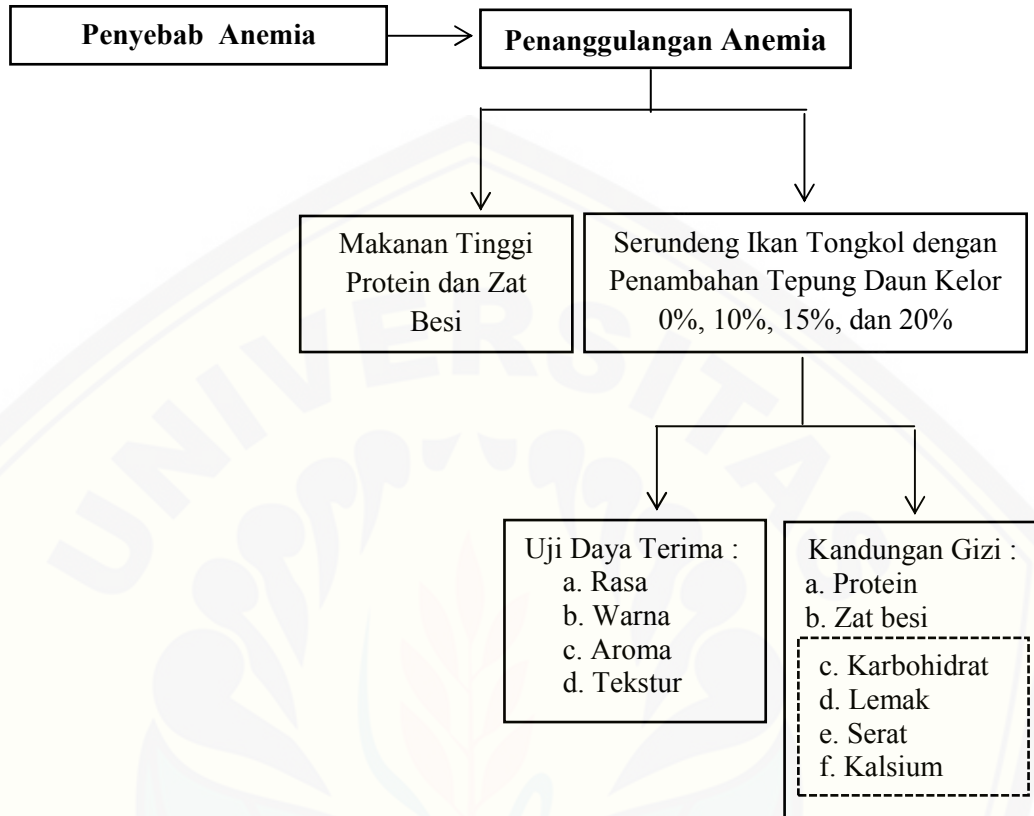 Penyebab Anemia
Penanggulangan Anemia
Makanan Tinggi
Protein dan Zat
Besi
Serundeng Ikan Tongkol dengan
Penambahan Tepung Daun Kelor
0%, 10%, 15%, dan 20%
Uji Daya Terima :
a. Rasa
b. Warna
c. Aroma
d. Tekstur
Kandungan Gizi :
a. Protein
b. Zat besi
c. Karbohidrat
d. Lemak
e. Serat
f. Kalsium
UNIVERSITAS